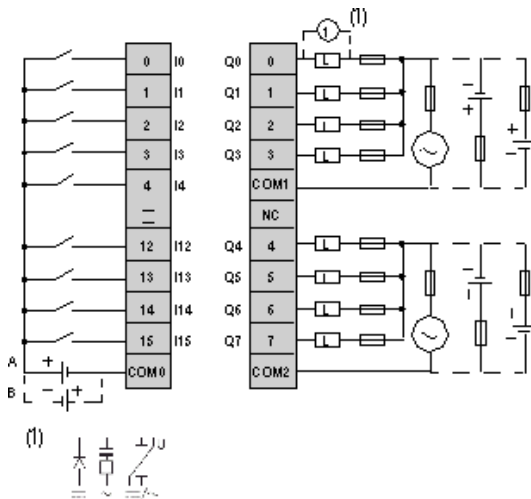 (1)
1
0 I0 Q0 0 L
1 I1 Q1 1 L
2 I2 Q2 2 L
3 I3 Q3 3 L
4 I4 COM1
NC
12 I12 Q4 4 L
13 I13 Q5 5 L
14 I14 Q6 6 L
15 I15 Q7 7 L
A + COM0 COM2
B - +
(1)